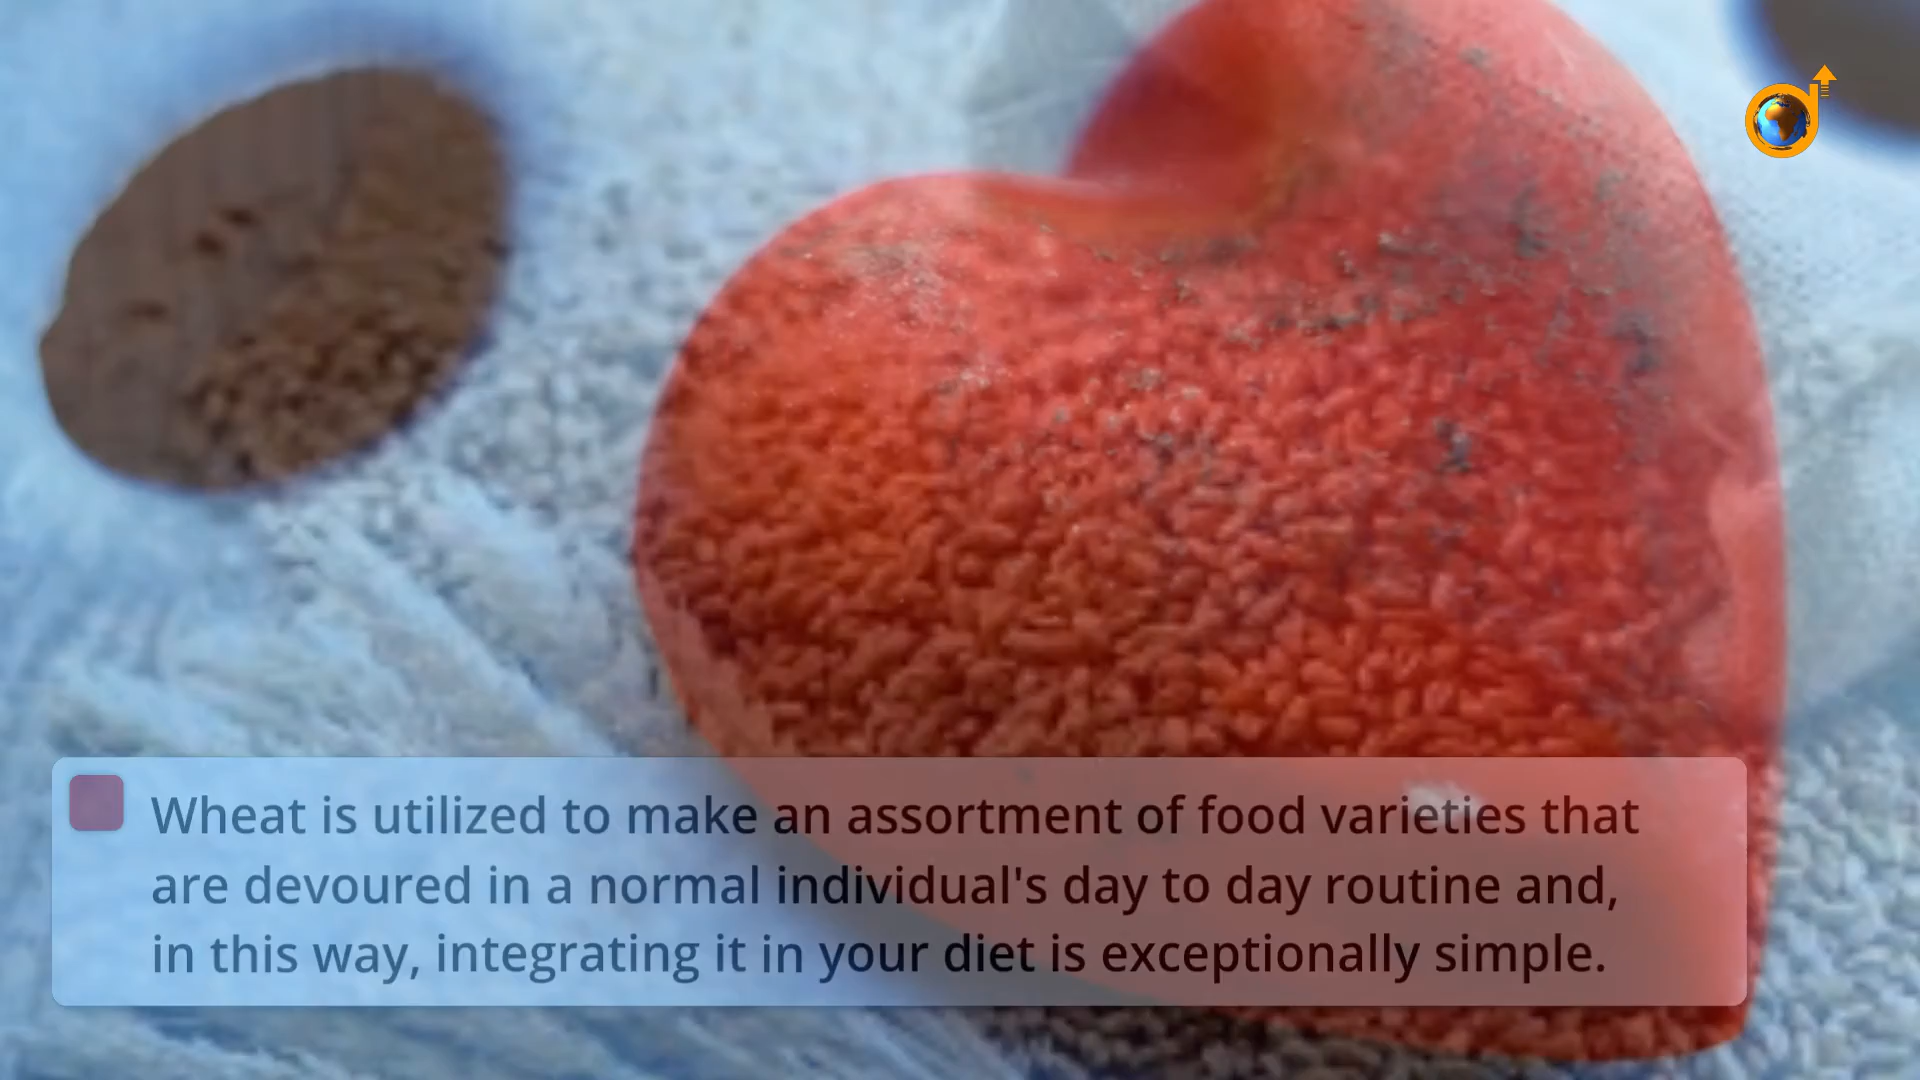 Wheat is utilized to make an assortment of food varieties that
are devoured in a normal individual's day to day routine and,
in this way, integrating it in your diet is exceptionally simple.